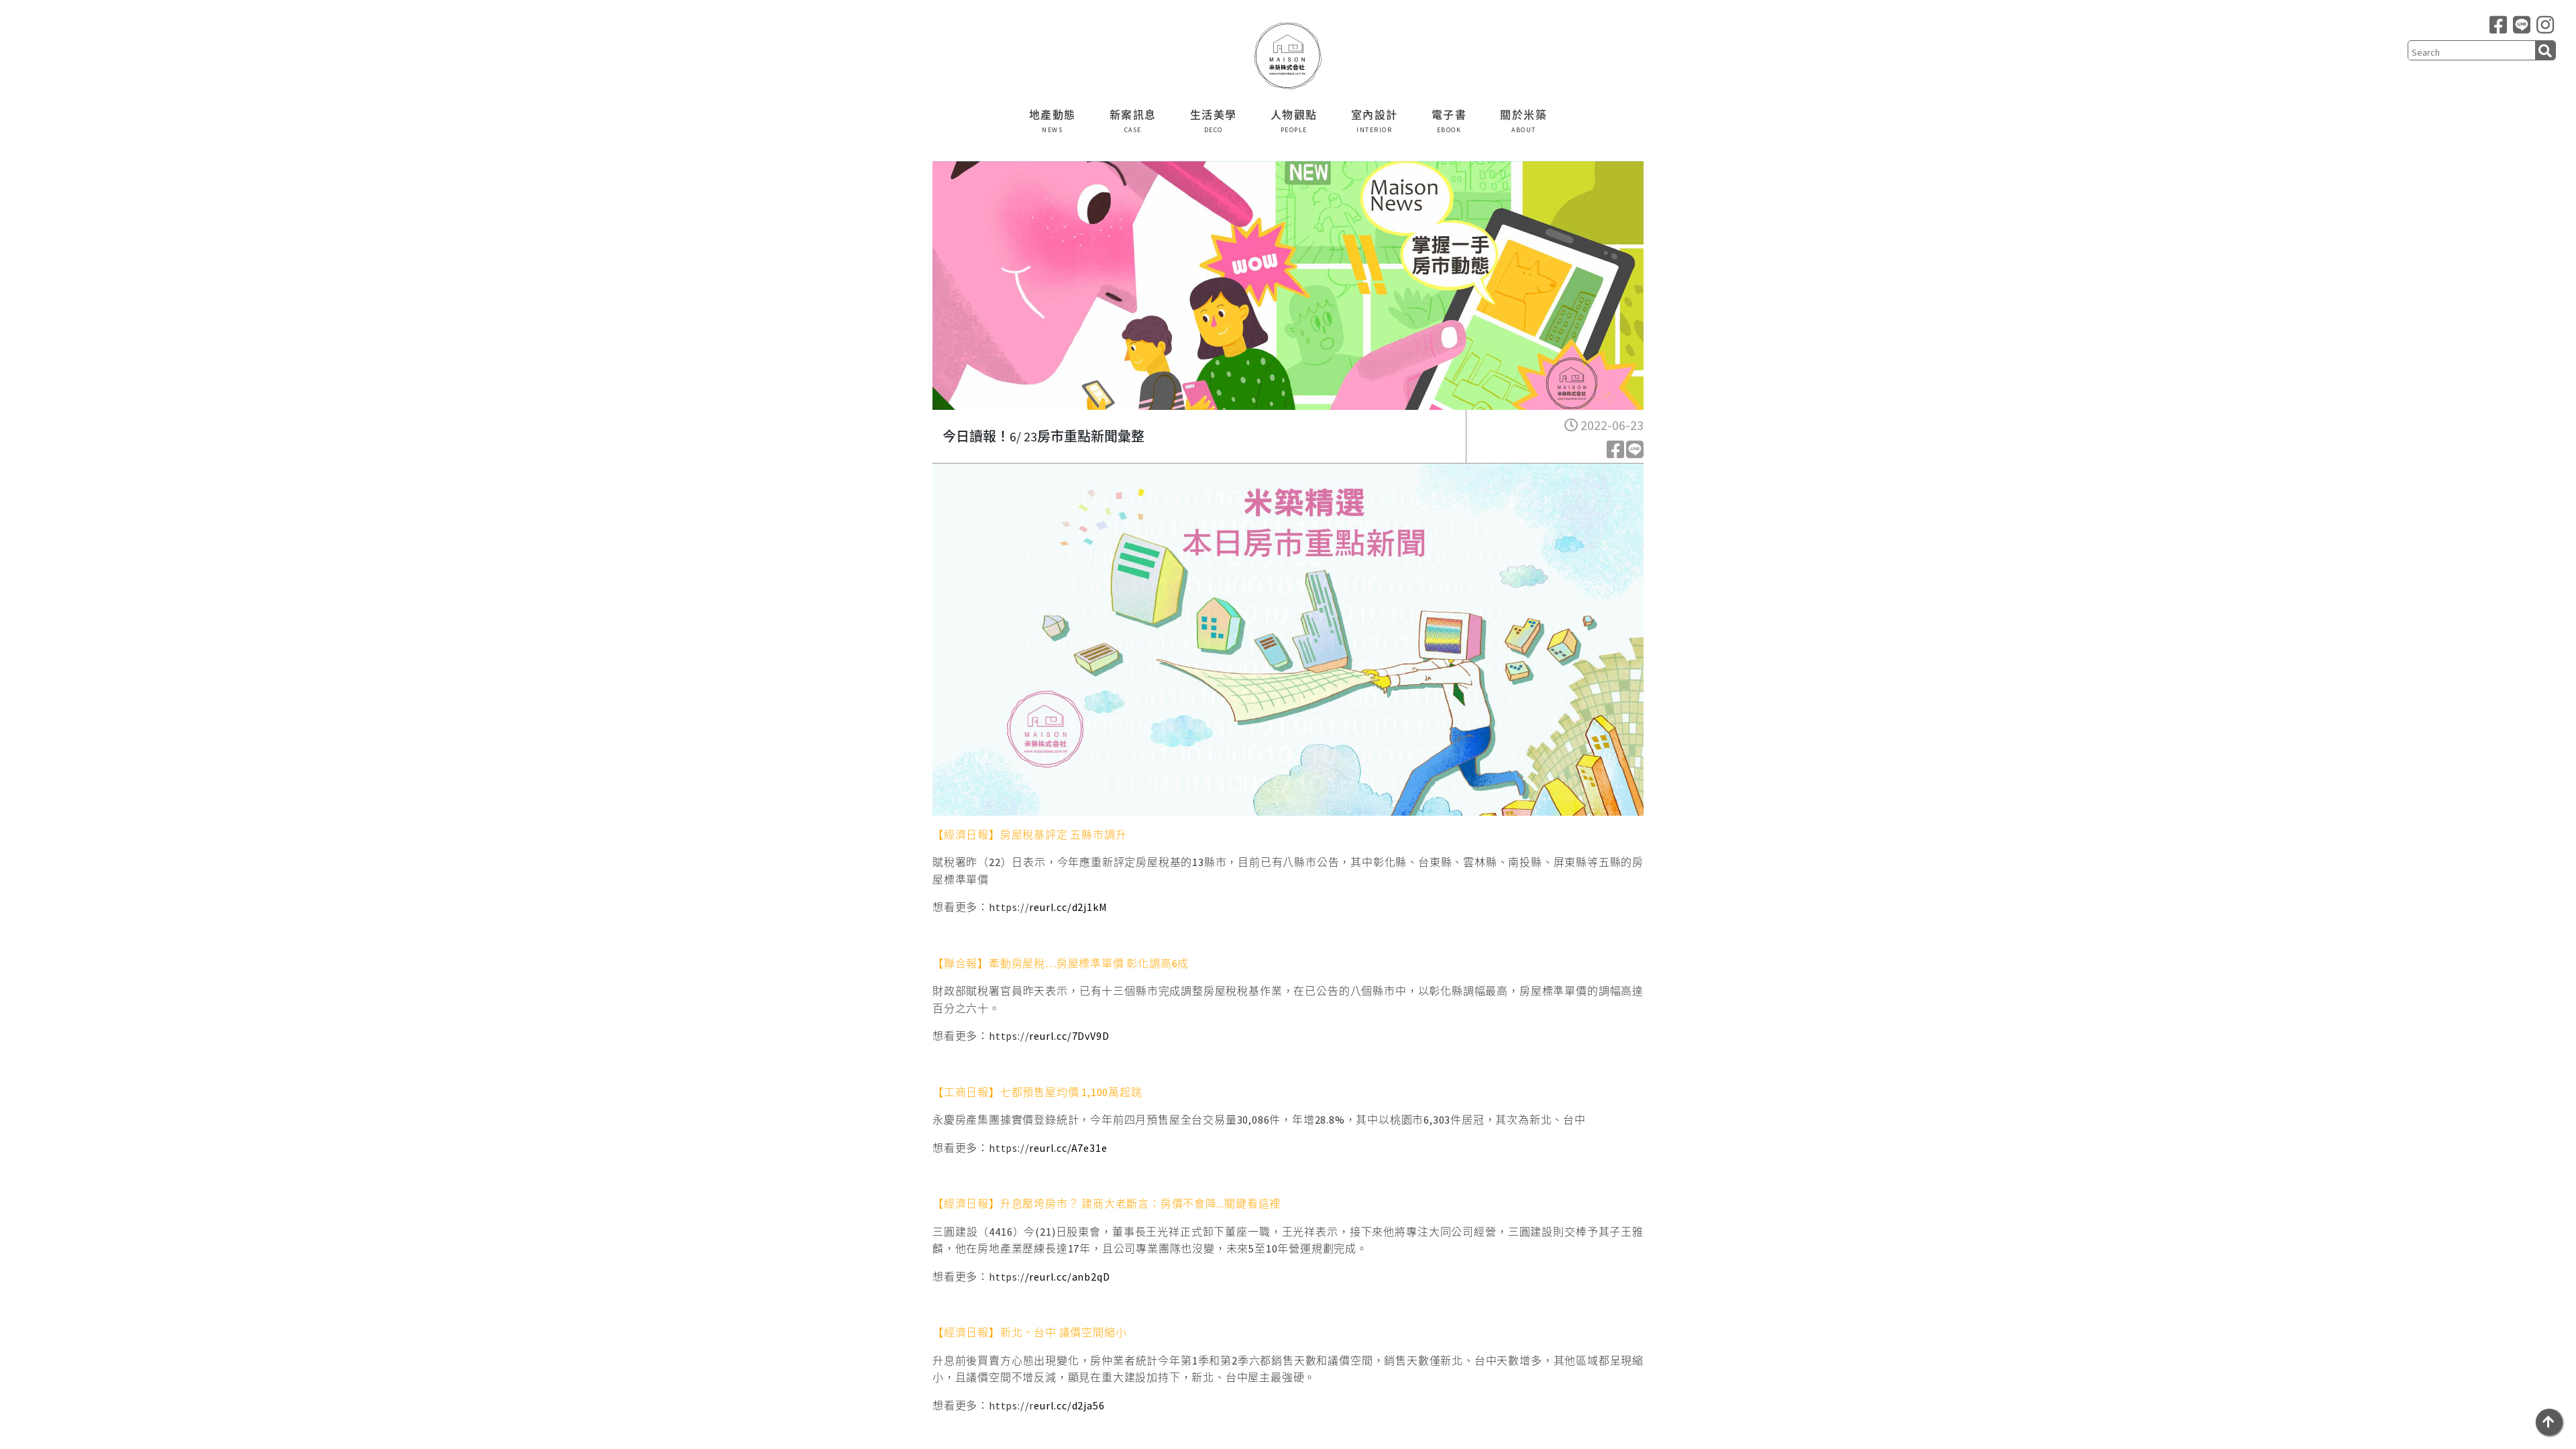 MAISON
米築株式会社
Search
地產動態
NEWS
新案訊息
CASE
生活美學
DECO
人物觀點
PEOPLE
室內設計
INTERIOR
電子書
EBOOK
關於米築
ABOUT
NEW
Maison
News
WOW
掌握一手
房市動態
MAISON
米築株式会社
今日讀報！6/ 23房市重點新聞彙整
2022-06-23
米築精選
本日房市重點新聞
MAISON
米築株式会社
【經濟日報】房屋稅基評定 五縣市調升
賦稅署昨（22）日表示，今年應重新評定房屋稅基的13縣市，目前已有八縣市公告，其中彰化縣、台東縣、雲林縣、南投縣、屏東縣等五縣的房
屋標準單價
想看更多：https://reurl.cc/d2j1kM
【聯合報】牽動房屋稅…房屋標準單價 彰化調高6成
財政部賦稅署官員昨天表示，已有十三個縣市完成調整房屋稅稅基作業，在已公告的八個縣市中，以彰化縣調幅最高，房屋標準單價的調幅高達
百分之六十。
想看更多：https://reurl.cc/7DvV9D
【工商日報】七都預售屋均價 1,100萬起跳
永慶房產集團據實價登錄統計，今年前四月預售屋全台交易量30,086件，年增28.8%，其中以桃園市6,303件居冠，其次為新北、台中
想看更多：https://reurl.cc/A7e31e
【經濟日報】升息壓垮房市？ 建商大老斷言：房價不會降...關鍵看這裡
三圓建設（4416）今(21)日股東會，董事長王光祥正式卸下董座一職，王光祥表示，接下來他將專注大同公司經營，三圓建設則交棒予其子王雅
麟，他在房地產業歷練長達17年，且公司專業團隊也沒變，未來5至10年營運規劃完成。
想看更多：https://reurl.cc/anb2qD
【經濟日報】新北、台中 議價空間縮小
升息前後買賣方心態出現變化，房仲業者統計今年第1季和第2季六都銷售天數和議價空間，銷售天數僅新北、台中天數增多，其他區域都呈現縮
小，且議價空間不增反減，顯見在重大建設加持下，新北、台中屋主最強硬。
想看更多：https://reurl.cc/d2ja56